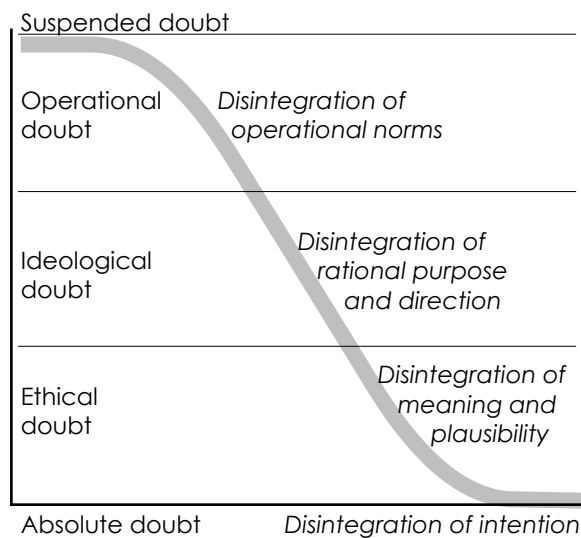 Suspended doubt
Operational
doubt
Disintegration of
operational norms
Ideological
doubt
Disintegration of
rational purpose
and direction
Ethical
doubt
Disintegration of
meaning and
plausibility
Absolute doubt
Disintegration of intention